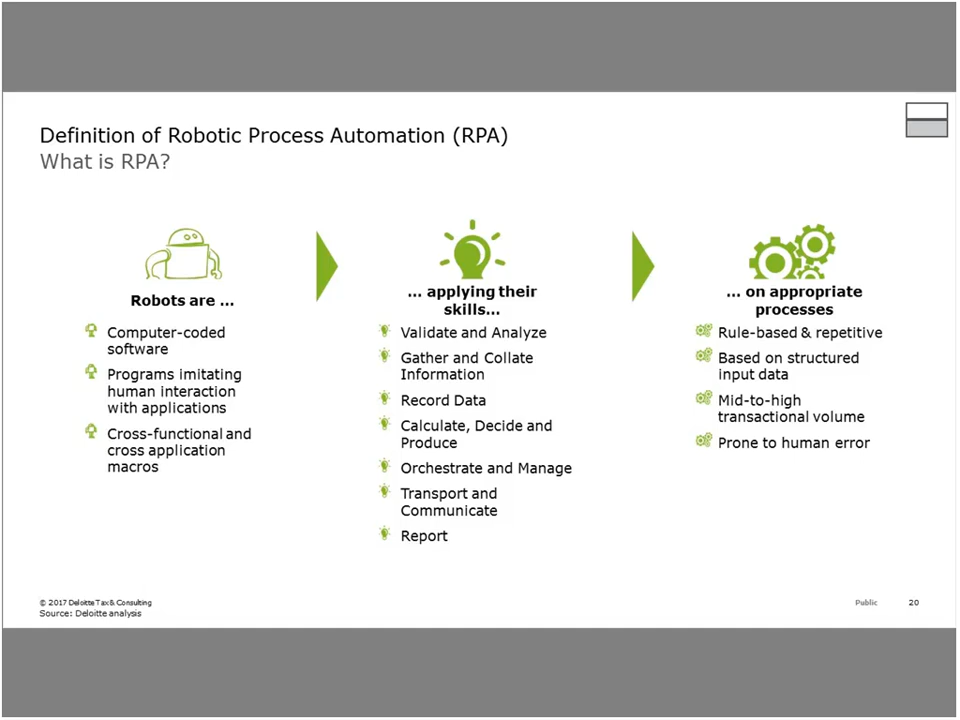 Definition of Robotic Process Automation (RPA)
What is RPA?
Robots are ...
Computer-coded
software
Programs imitating
human interaction
with applications
Cross-functional and
cross application
macros
... applying their
skills...
Validate and Analyze
Gather and Collate
Information
Record Data
Calculate, Decide and
Produce
Orchestrate and Manage
Transport and
Communicate
Report
... on appropriate
processes
Rule-based & repetitive
Based on structured
input data
Mid-to-high
transactional volume
Prone to human error
© 2017 Deloitte Tax & Consulting
Source: Deloitte analysis
Public
20